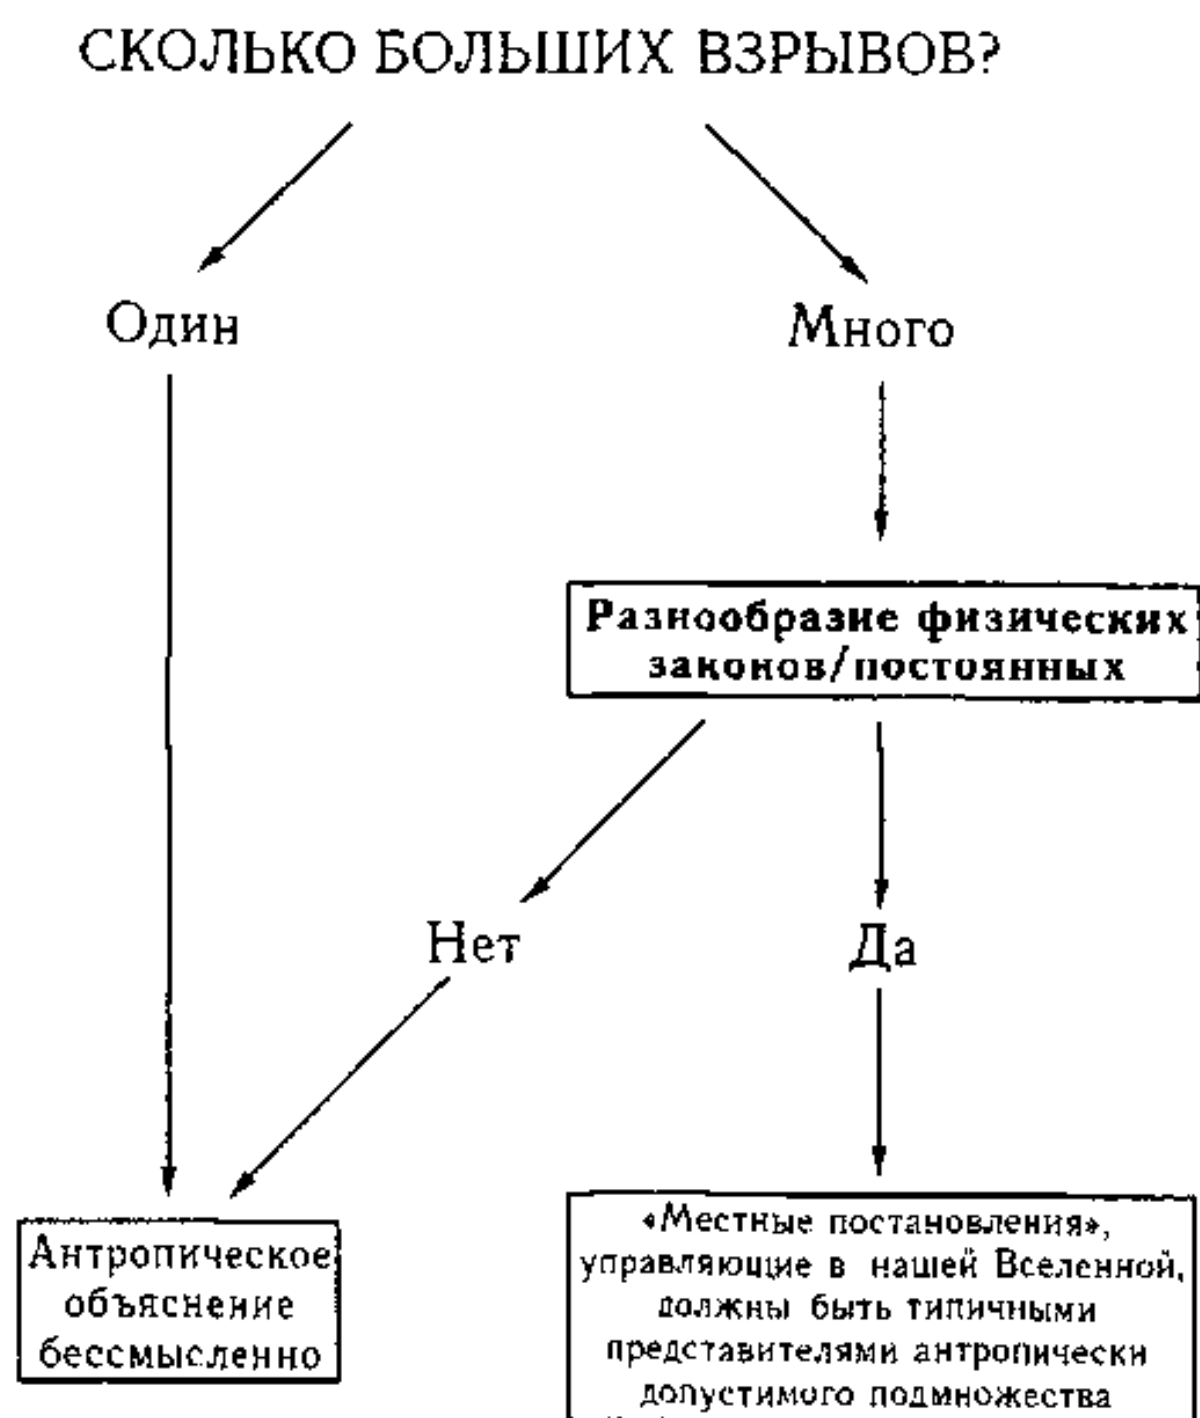 СКОЛЬКО БОЛЬШИХ ВЗРЫВОВ?
Один
Много
Разнообразие физических
законов/постоянных
Нет
Да
Антропическое
объяснение
бессмысленно
«Местные постановления»,
управляющие в нашей Вселенной,
должны быть типичными
представителями антропически
допустимого подмножества